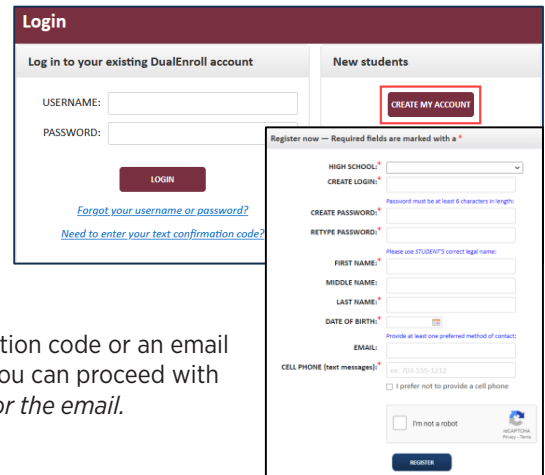 Login
Log in to your existing DualEnroll account
New students
USERNAME:
PASSWORD:
CREATE MY ACCOUNT
LOGIN
Forgot your username or password?
Need to enter your text confirmation code?
Register now — Required fields are marked with a *
HIGH SCHOOL:*
CREATE LOGIN:*
Password must be at least 6 characters in length:
CREATE PASSWORD:*
RETYPE PASSWORD:*
Please use STUDENT'S correct legal name:
FIRST NAME:*
MIDDLE NAME:
LAST NAME:*
DATE OF BIRTH:*
Provide at least one preferred method of contact:
EMAIL:
CELL PHONE (text messages):*
ex: 703-555-1212
I prefer not to provide a cell phone
I'm not a robot
reCAPTCHA
Privacy - Terms
REGISTER
tion code or an email
ou can proceed with
or the email.